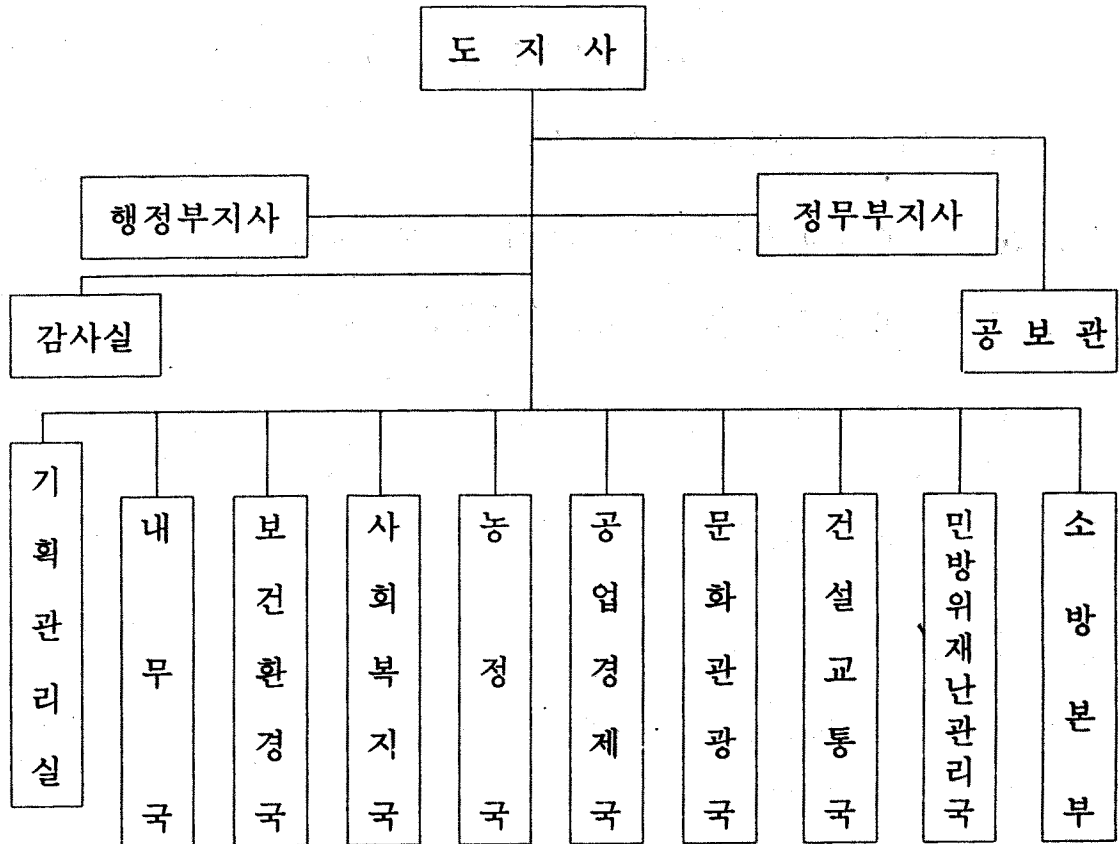 도 지 사
행정부지사
정무부지사
감사실
공 보 관
기획관리실
내무국
보건환경국
사회복지국
농정국
공업경제국
문화관광국
건설교통국
민방위재난관리국
소방본부